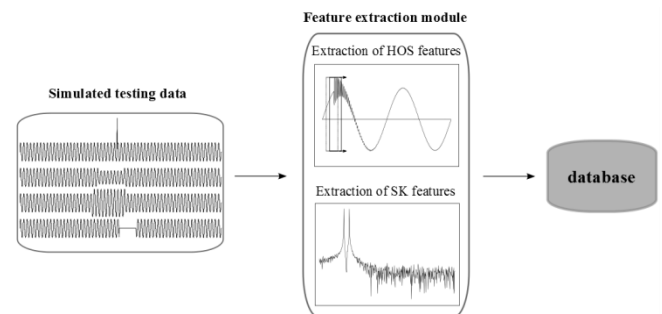 Feature extraction module
Extraction of HOS features
Simulated testing data
database
Extraction of SK features